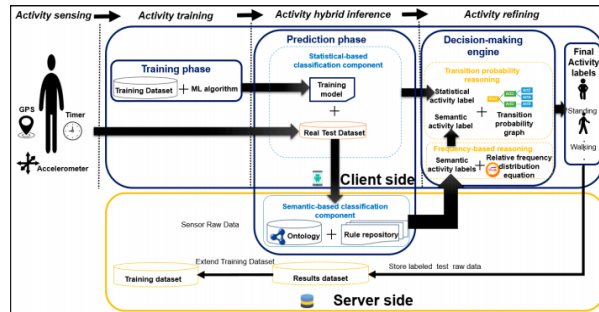 Activity sensing
Activity training
Activity hybrid inference
Activity refining
Prediction phase
Statistical-based
classification component
Training phase
Training Dataset + ML algorithm
Training
model
+
Real Test Dataset
Decision-making
engine
Transition probability
reasoning
Statistical
activity label
+
Semantic activity label
Transition
probability
graph
Frequency-based reasoning
Semantic
activity labels
+
Relative frequency
distribution
equation
Final
Activity
labels
Standing
Walking
GPS
Timer
Accelerometer
Client side
Semantic-based classification
component
Ontology + Rule repository
Sensor Raw Data
Extend Training Dataset
Store labeled test raw data
Training dataset
Results dataset
Server side